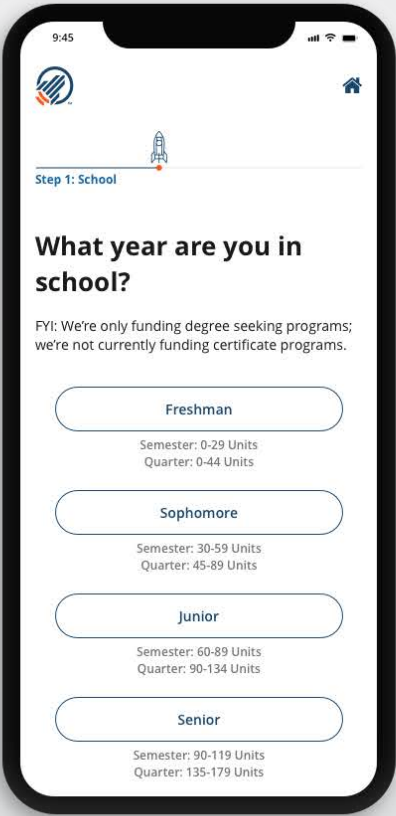 9:45
Step 1: School
What year are you in
school?
FYI: We're only funding degree seeking programs;
we're not currently funding certificate programs.
Freshman
Semester: 0-29 Units
Quarter: 0-44 Units
Sophomore
Semester: 30-59 Units
Quarter: 45-89 Units
Junior
Semester: 60-89 Units
Quarter: 90-134 Units
Senior
Semester: 90-119 Units
Quarter: 135-179 Units